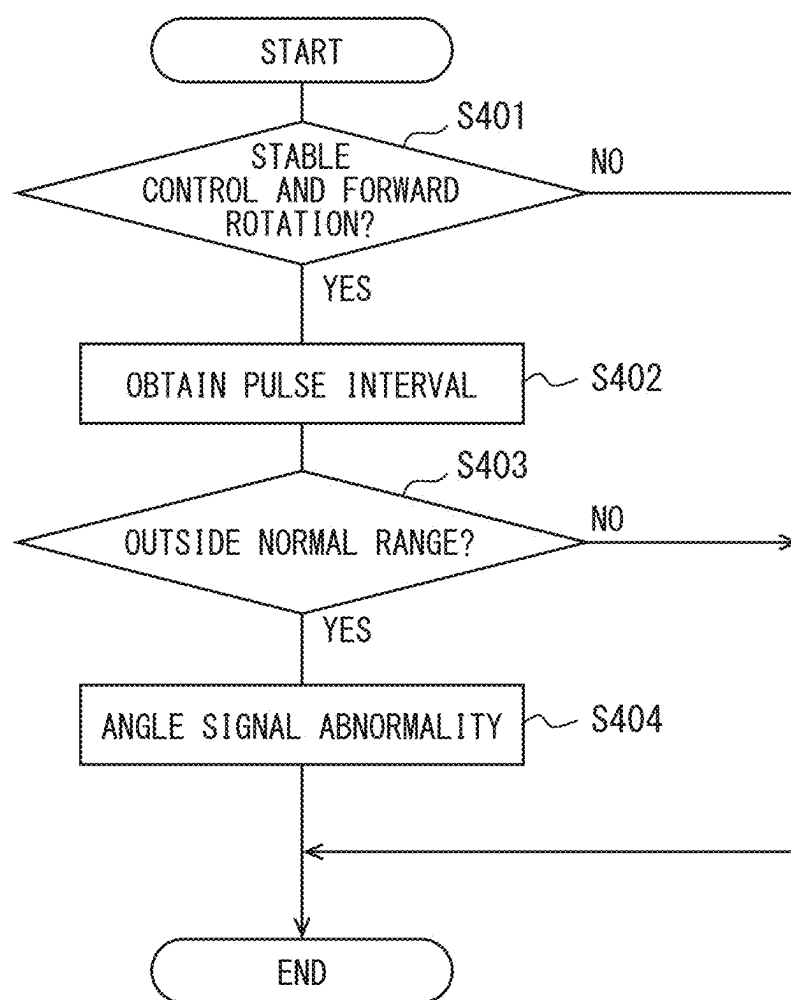 START
S401
STABLE
CONTROL AND FORWARD
ROTATION?
NO
YES
OBTAIN PULSE INTERVAL
S402
S403
OUTSIDE NORMAL RANGE?
NO
YES
ANGLE SIGNAL ABNORMALITY
S404
END